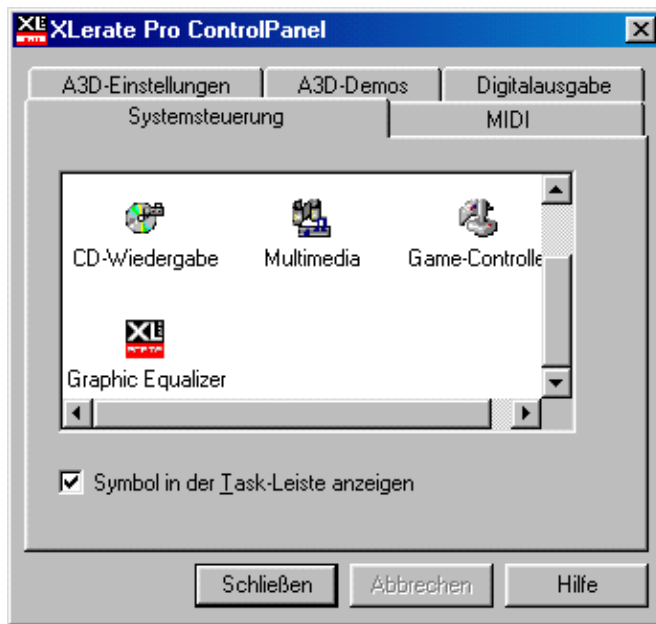 XLerate Pro ControlPanel
A3D-Einstellungen A3D-Demos Digitalausgabe
Systemsteuerung MIDI
CD-Wiedergabe Multimedia Game-Controlle
Graphic Equalizer
Symbol in der Task-Leiste anzeigen
Schließen Abbrechen Hilfe